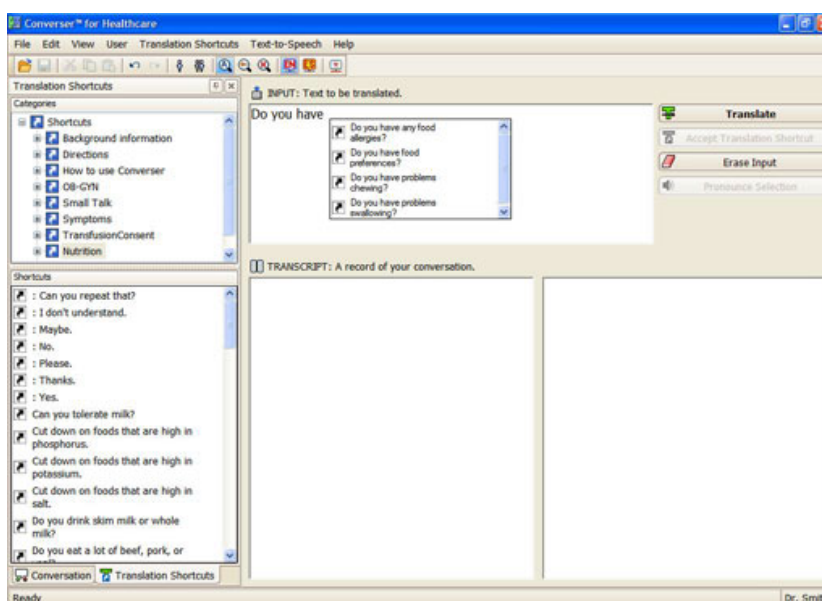 Converser™ for Healthcare
File Edit View User Translation Shortcuts Text-to-Speech Help
Translation Shortcuts
Categories
Shortcuts
Background information
Directions
How to use Converser
OB-GYN
Small Talk
Symptoms
TransfusionConsent
Nutrition
Shortcuts
: Can you repeat that?
: I don't understand.
: Maybe.
: No.
: Please.
: Thanks.
: Yes.
Can you tolerate milk?
Cut down on foods that are high in
phosphorus.
Cut down on foods that are high in
potassium.
Cut down on foods that are high in
salt.
Do you drink skim milk or whole
milk?
Do you eat a lot of beef, pork, or
Conversation Translation Shortcuts
INPUT: Text to be translated.
Do you have
Do you have any food
allergies?
Do you have food
preferences?
Do you have problems
chewing?
Do you have problems
swallowing?
Translate
Accept Translation Shortcut
Erase Input
Pronounce Selection
TRANSCRIPT: A record of your conversation.
Ready
Dr. Smit